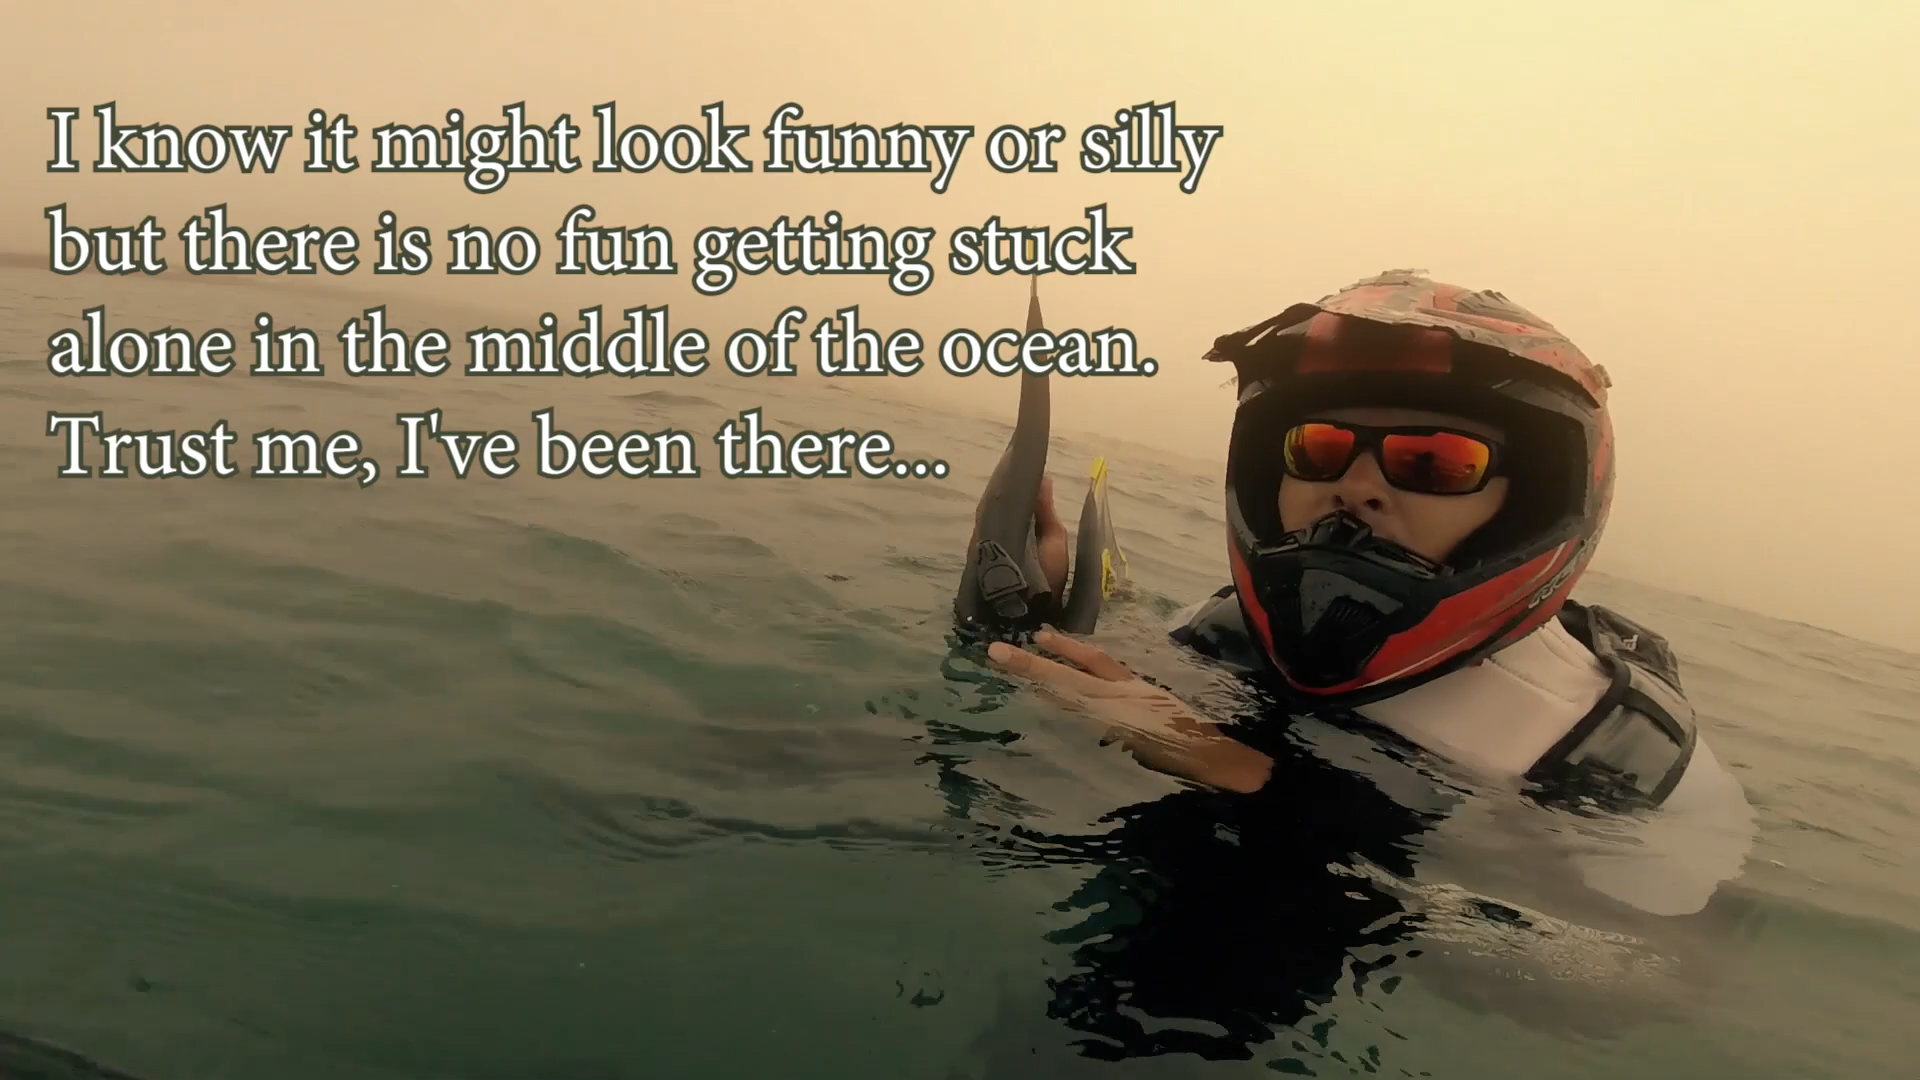 I know it might look funny or silly
but there is no fun getting stuck
alone in the middle of the ocean.
Trust me, I've been there...